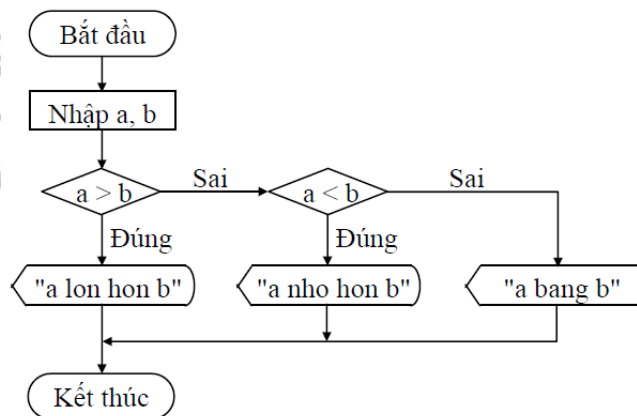 Bắt đầu
Nhập a, b
a > b
Sai
a < b
Sai
Đúng
Đúng
"a lon hon b"
"a nho hon b"
"a bang b"
Kết thúc